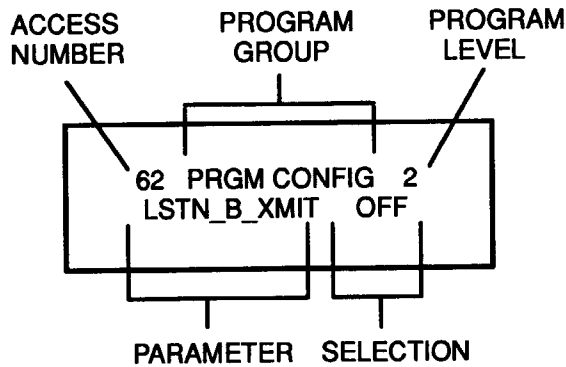 ACCESS NUMBER
PROGRAM GROUP
PROGRAM LEVEL
62 PRGM CONFIG 2
LSTN_B_XMIT OFF
PARAMETER SELECTION